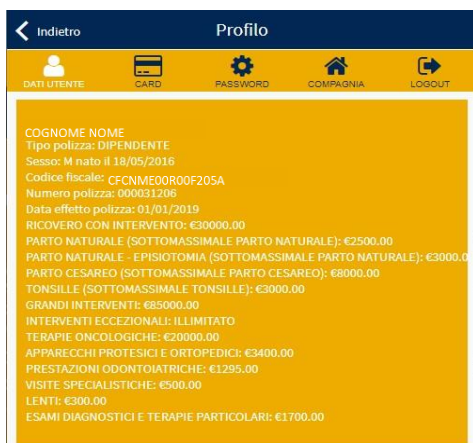 Indietro
Profilo
DATI UTENTE
CARD
PASSWORD
COMPAGNIA
LOGOUT
COGNOME NOME
Tipo polizza: DIPENDENTE
Sesso: M nato il 18/05/2016
Codice fiscale: CFCNME00R00F205A
Numero polizza: 000031206
Data effetto polizza: 01/01/2019
RICOVERO CON INTERVENTO: €30000.00
PARTO NATURALE (SOTTOMASSIMALE PARTO NATURALE): €2500.00
PARTO NATURALE - EPISIOTOMIA (SOTTOMASSIMALE PARTO NATURALE): €3000.0
PARTO CESAREO (SOTTOMASSIMALE PARTO CESAREO): €8000.00
TONSILLE (SOTTOMASSIMALE TONSILLE): €3000.00
GRANDI INTERVENTI: €85000.00
INTERVENTI ECCEZIONALI: ILLIMITATO
TERAPIE ONCOLOGICHE: €20000.00
APPARECCHI PROTESICI E ORTOPEDICI: €3400.00
PRESTAZIONI ODONTOIATRICHE: €1295.00
VISITE SPECIALISTICHE: €500.00
LENTI: €300.00
ESAMI DIAGNOSTICI E TERAPIE PARTICOLARI: €1700.00